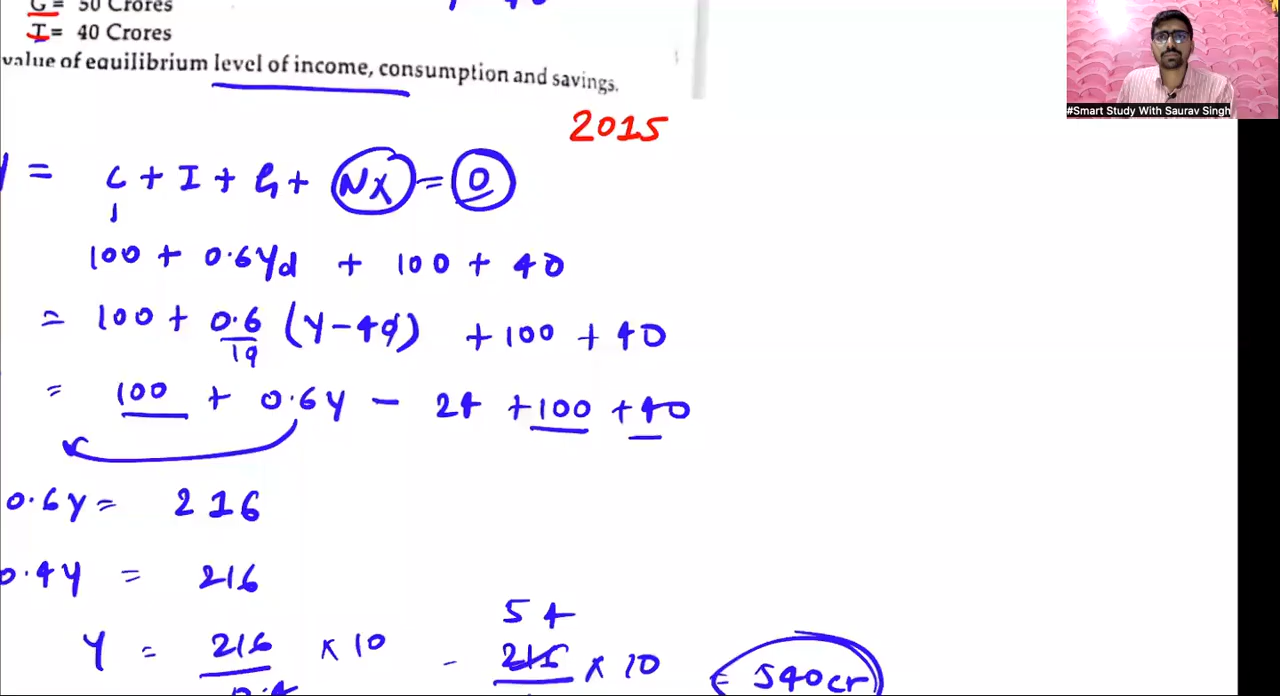 G = 50 Crores
I = 40 Crores
value of equilibrium level of income, consumption and savings.
#Smart Study With Saurav Singh
2015
= C + I + G + NX = 0
100 + 0.6Yd + 100 + 40
= 100 + 0.6 (Y - 40) + 100 + 40
10
= 100 + 0.6Y - 24 + 100 + 40
0.6Y = 216
0.4Y = 216
54
Y = 216 × 10 - 216 × 10 = 540cr